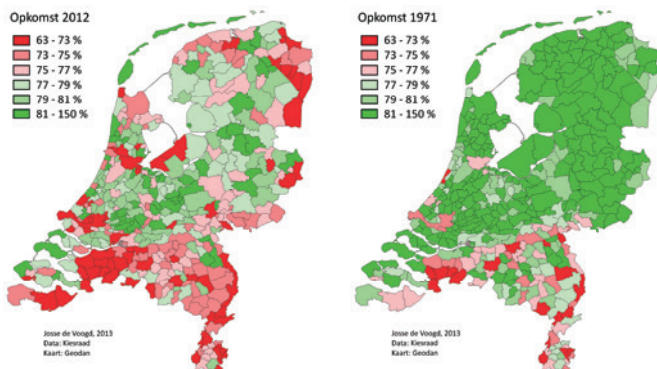 Opkomst 2012
63 - 73 %
73 - 75 %
75 - 77 %
77 - 79 %
79 - 81 %
81 - 150 %
Josse de Voogd, 2013
Data: Kiesraad
Kaart: Geodan
Opkomst 1971
63 - 73 %
73 - 75 %
75 - 77 %
77 - 79 %
79 - 81 %
81 - 150 %
Josse de Voogd, 2013
Data: Kiesraad
Kaart: Geodan